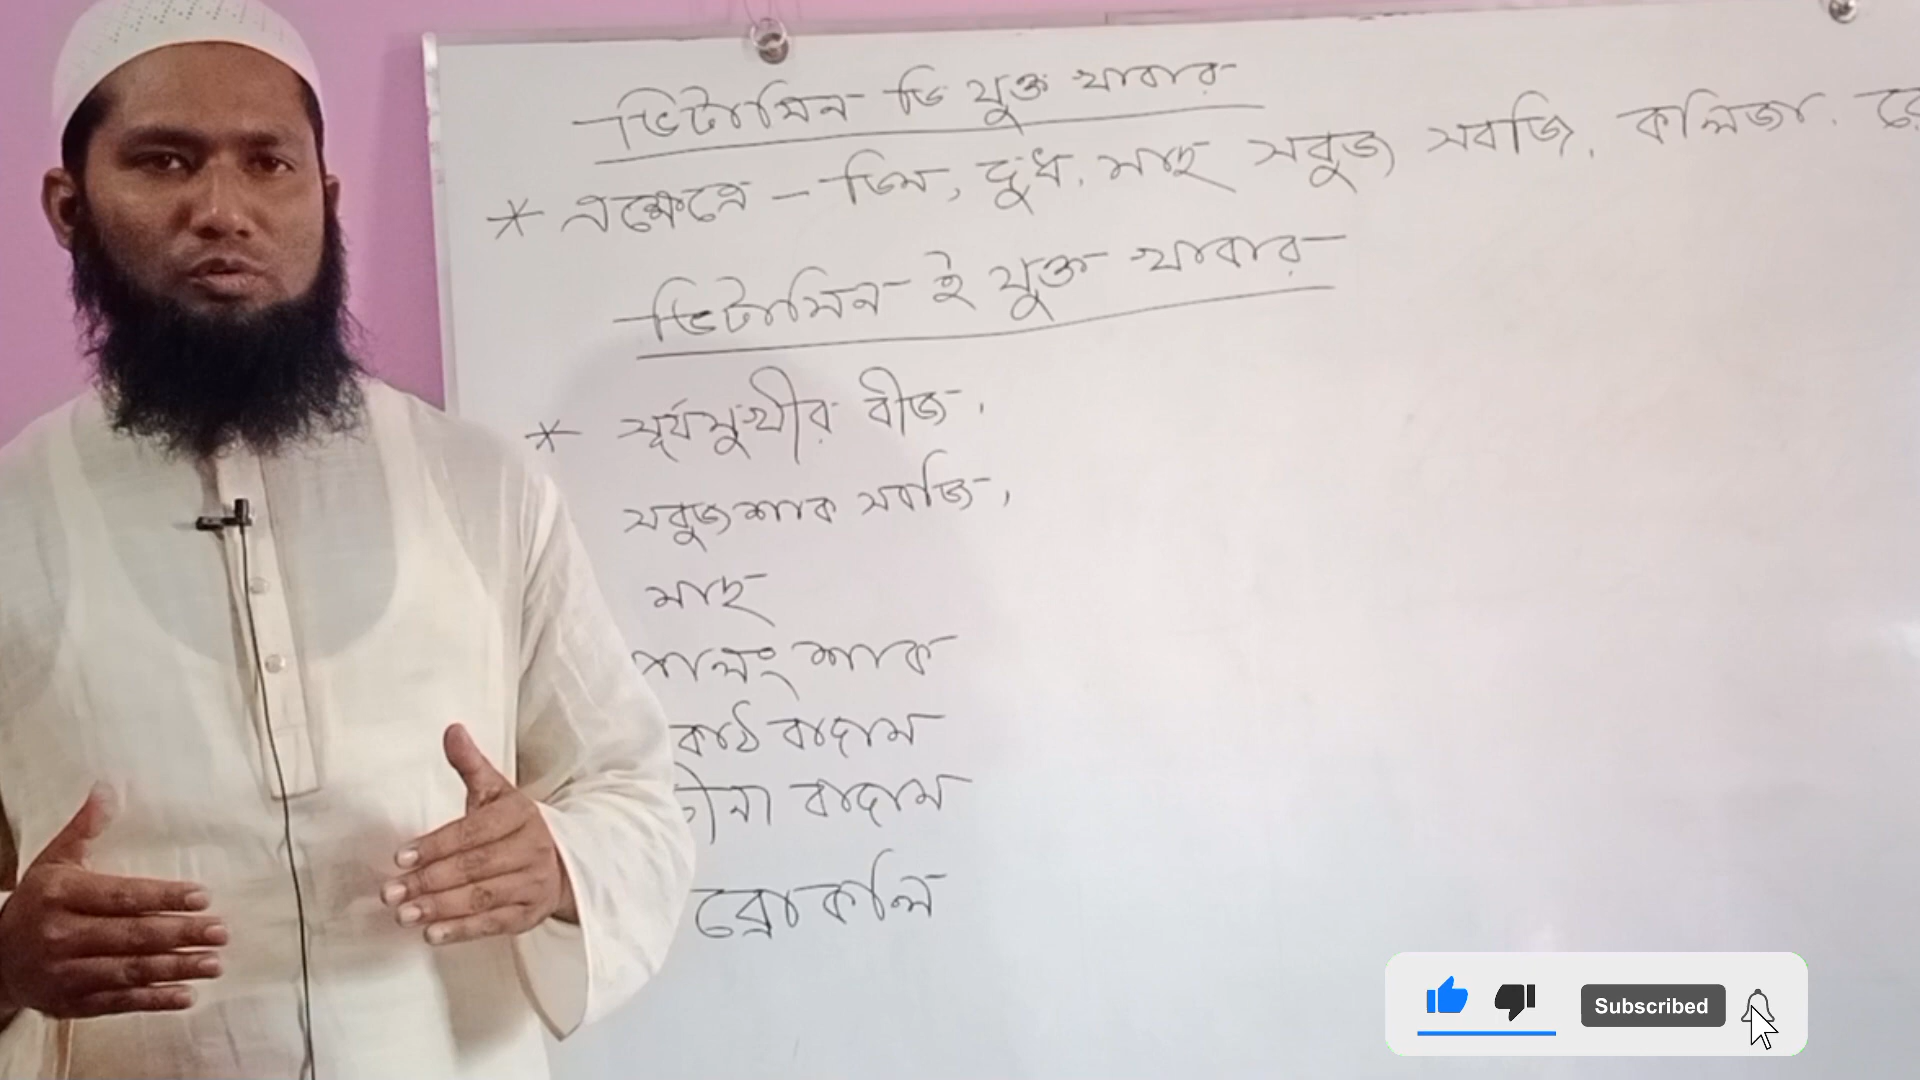 ভিটামিন ডি যুক্ত খাবার
* এক্ষেত্রে - ডিম, দুধ, মাছ সবুজ সবজি, কলিজা,
ভিটামিন ই যুক্ত খাবার
* সূর্যমুখীর বীজ,
সবুজ শাক সবজি,
মাছ
পালং শাক
কাঠ বাদাম
চীনা বাদাম
ব্রোকলি
Subscribed